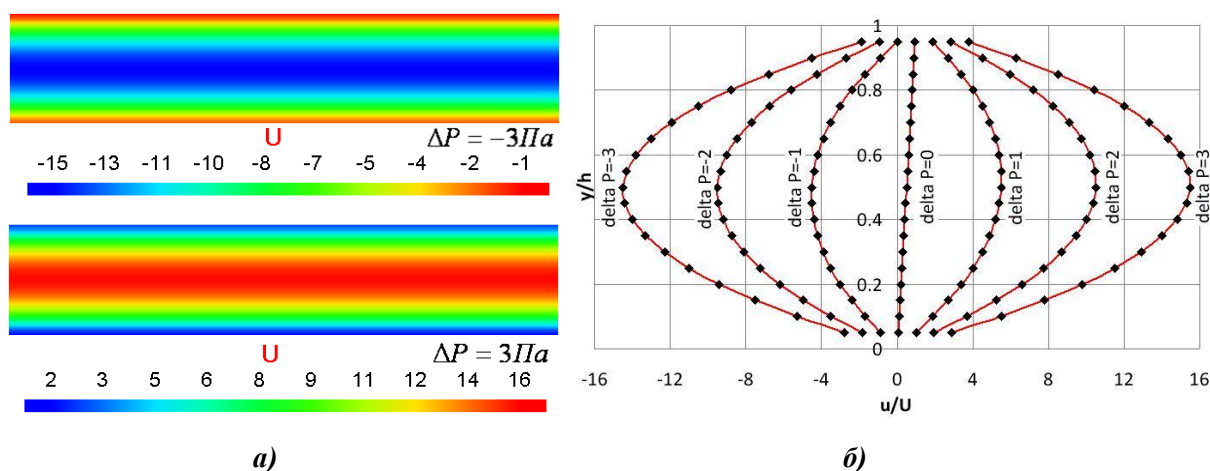 U
ΔP = −3Па
-15 -13 -11 -10 -8 -7 -5 -4 -2 -1
U
ΔP = 3Па
2 3 5 6 8 9 11 12 14 16
а)
y/h
1
0.8
0.6
0.4
0.2
0
delta P=-3
delta P=-2
delta P=-1
delta P=0
delta P=1
delta P=2
delta P=3
-16 -12 -8 -4 0 4 8 12 16
u/U
б)